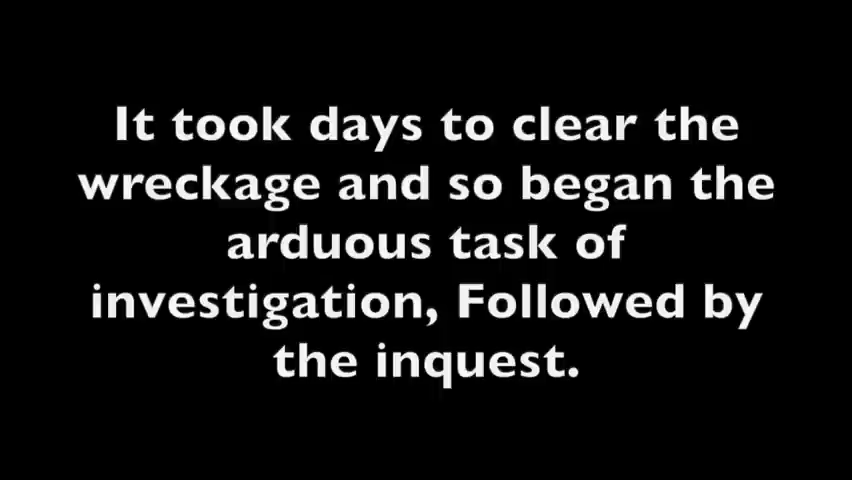 It took days to clear the
wreckage and so began the
arduous task of
investigation, Followed by
the inquest.